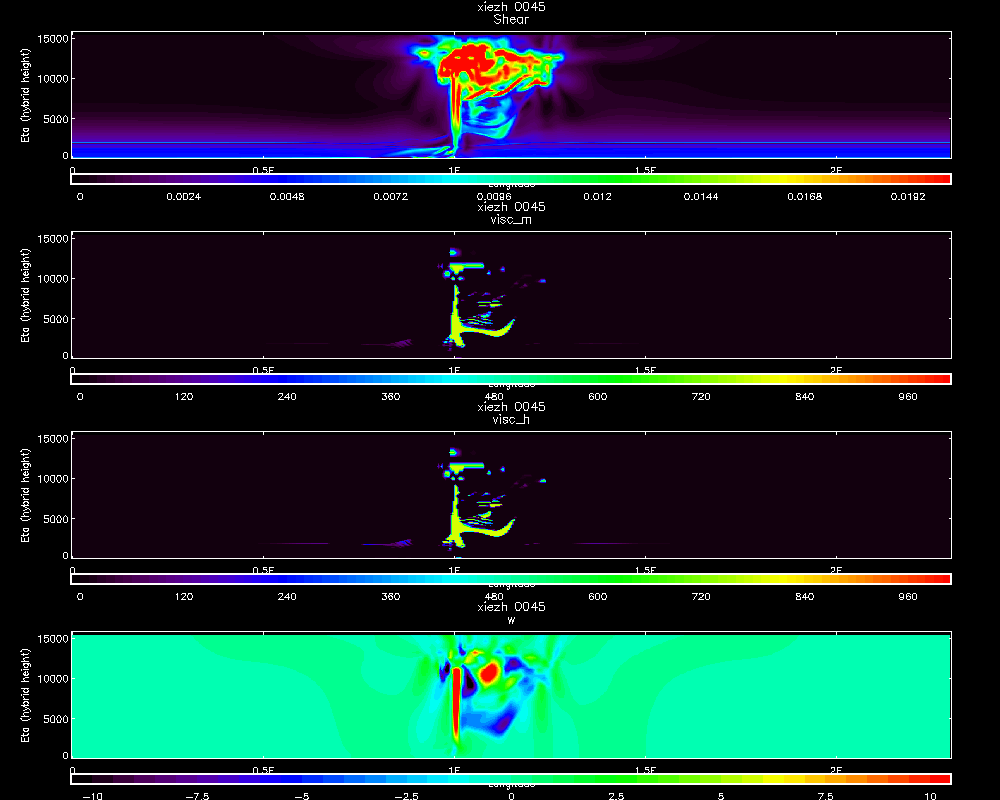 xiezh 0045
Shear
15000
10000
5000
0
Eta (hybrid height)
0 0.5E 1E 1.5E 2E
Longitude
0 0.0024 0.0048 0.0072 0.0096 0.012 0.0144 0.0168 0.0192
xiezh 0045
visc_m
15000
10000
5000
0
Eta (hybrid height)
0 0.5E 1E 1.5E 2E
Longitude
0 120 240 360 480 600 720 840 960
xiezh 0045
visc_h
15000
10000
5000
0
Eta (hybrid height)
0 0.5E 1E 1.5E 2E
Longitude
0 120 240 360 480 600 720 840 960
xiezh 0045
w
15000
10000
5000
0
Eta (hybrid height)
0 0.5E 1E 1.5E 2E
Longitude
-10 -7.5 -5 -2.5 0 2.5 5 7.5 10